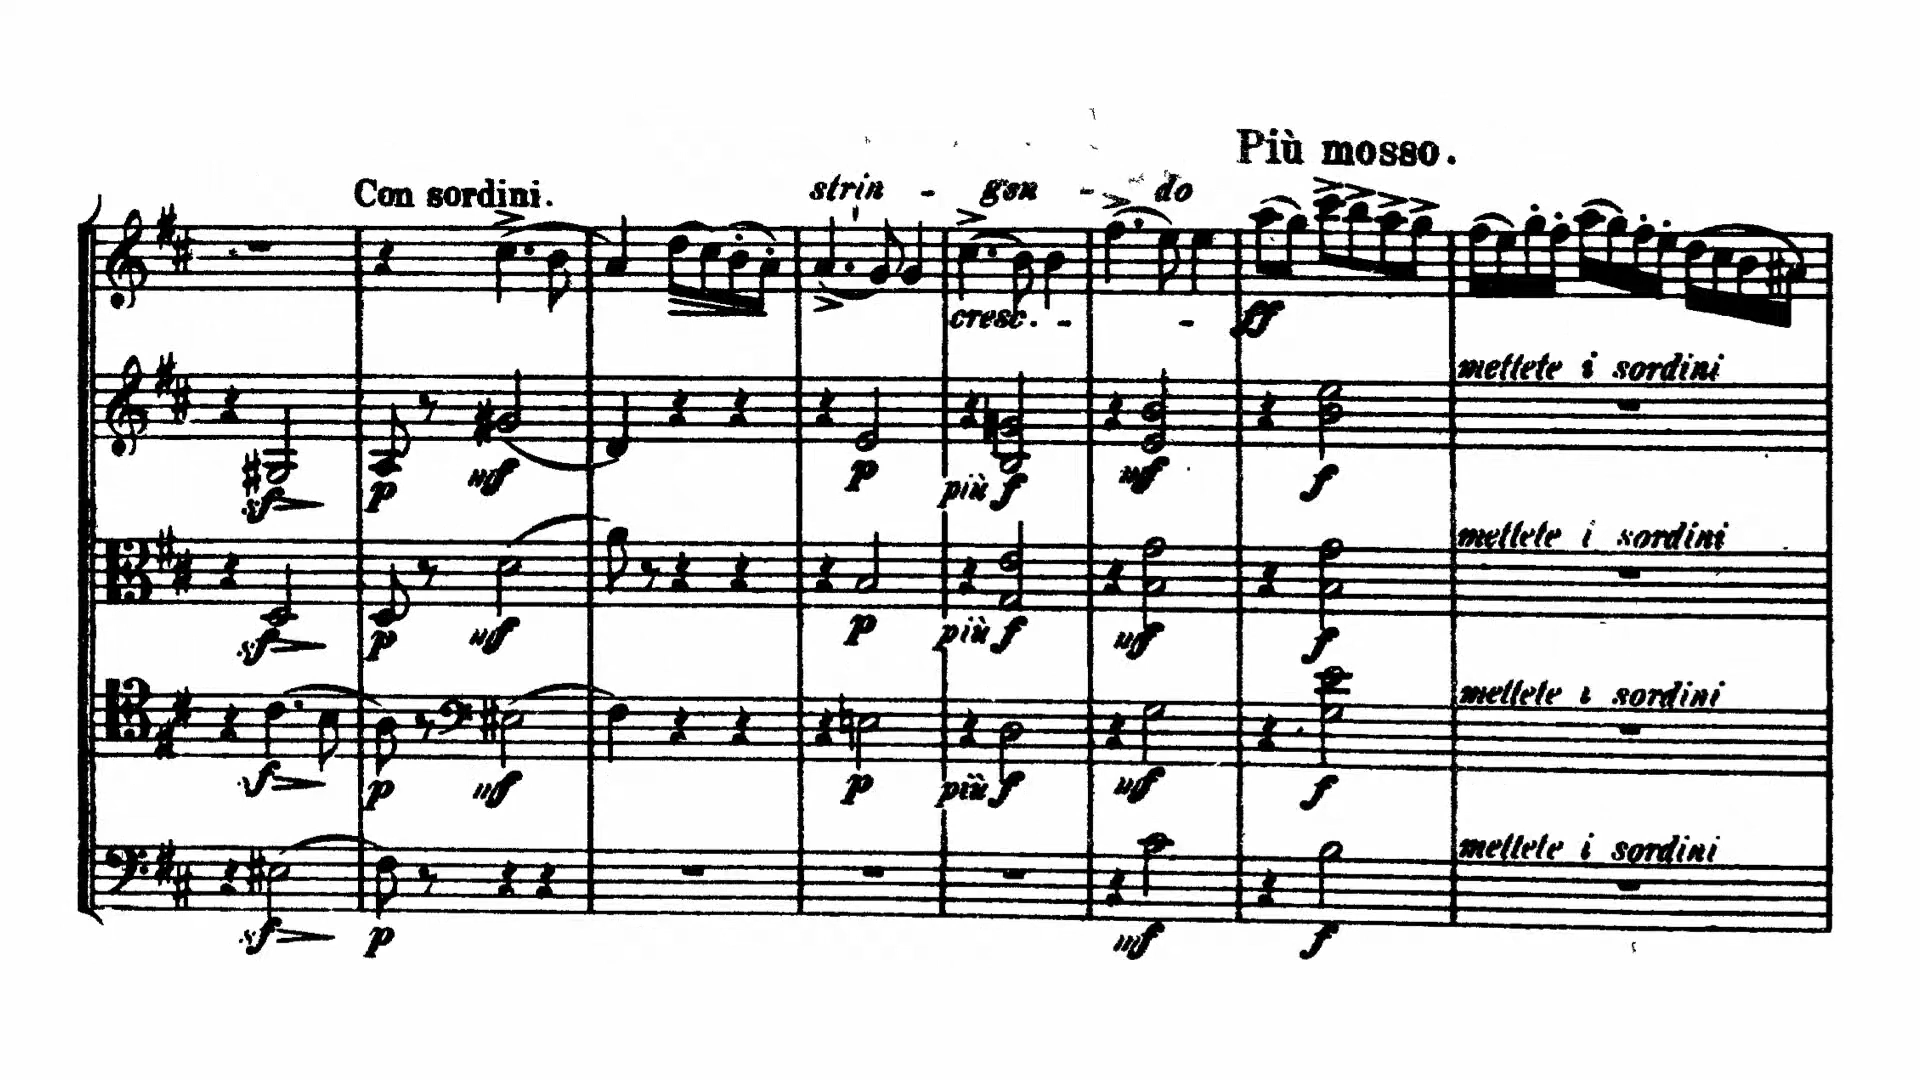 Più mosso.
Con sordini.
strin - gen - do
cresc. - - ff
mettete i sordini
sf p mf p più f mf f
mettete i sordini
sf p mf p più f mf f
mettete i sordini
sf p mf p più f mf f
mettete i sordini
sf p mf f